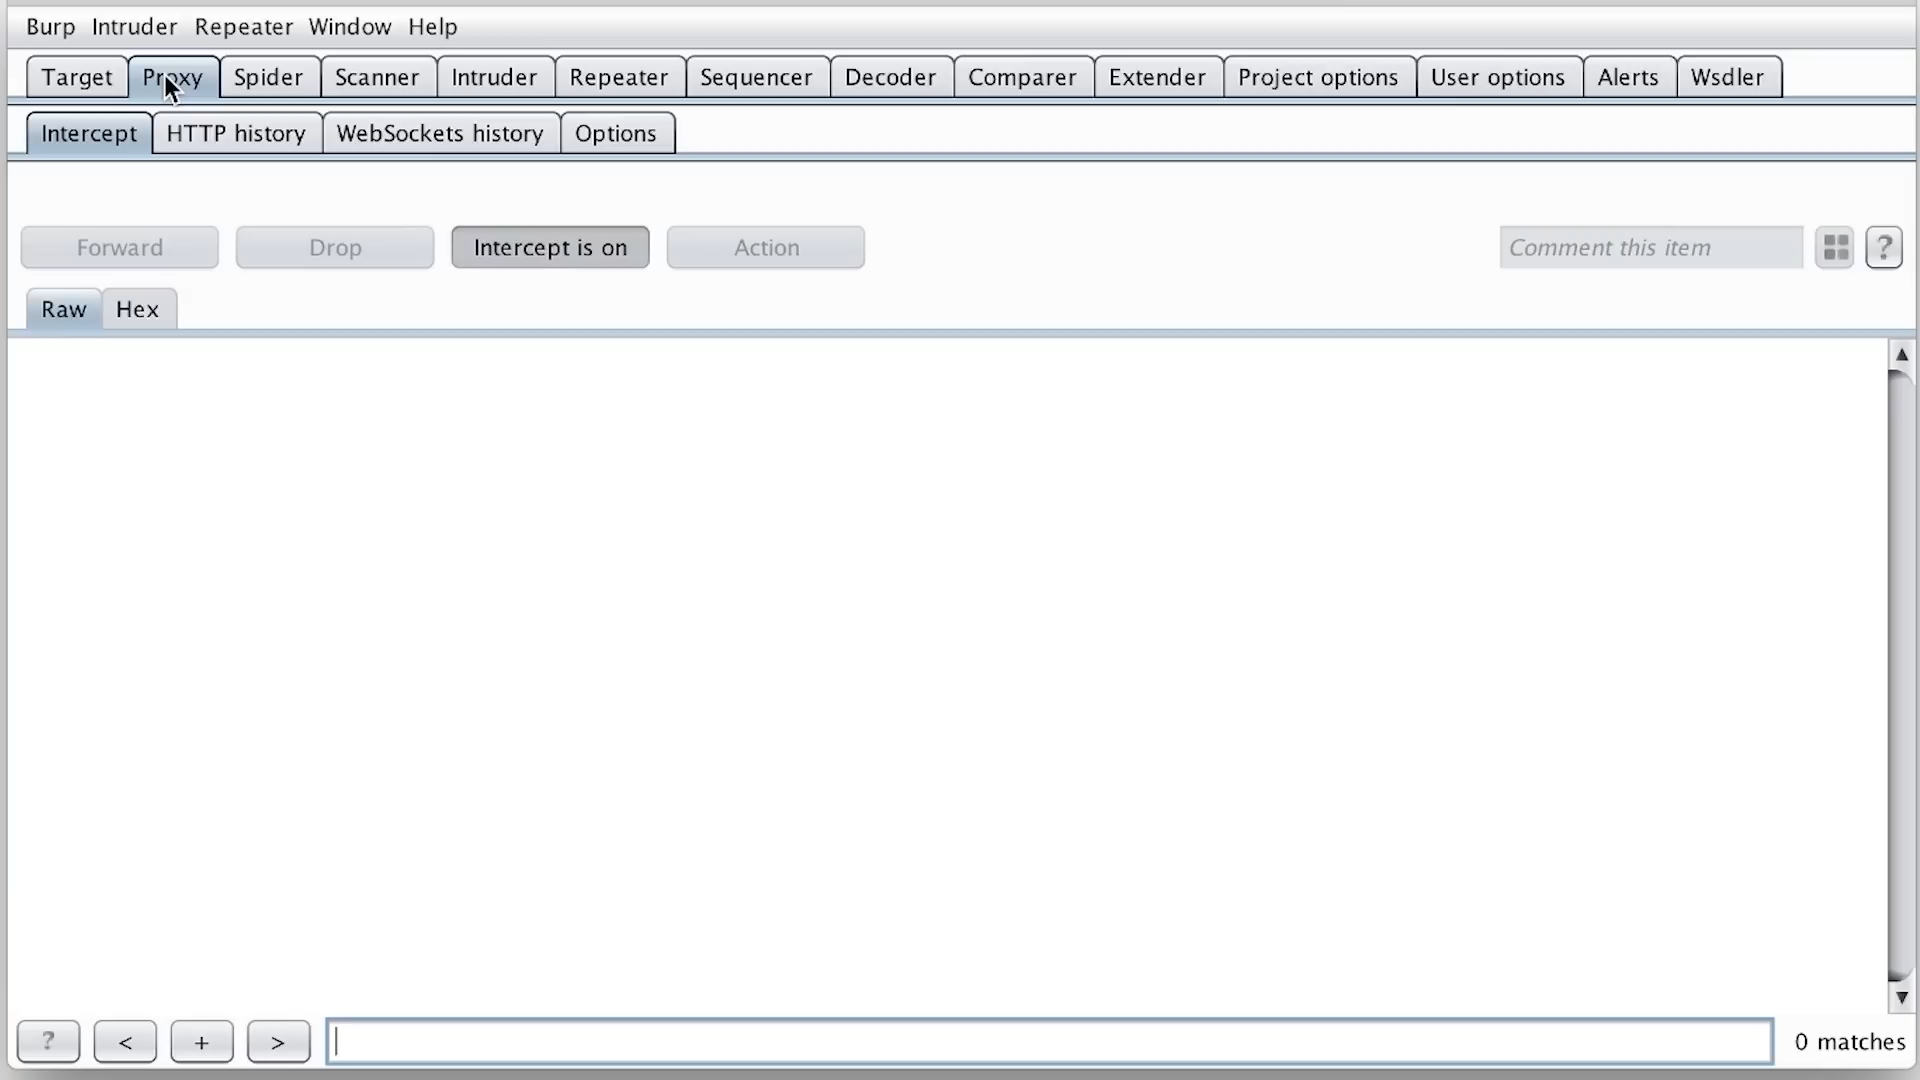 Burp Intruder Repeater Window Help
Target Proxy Spider Scanner Intruder Repeater Sequencer Decoder Comparer Extender Project options User options Alerts Wsdler
Intercept HTTP history WebSockets history Options
Forward Drop Intercept is on Action Comment this item ?
Raw Hex
? < + > 0 matches